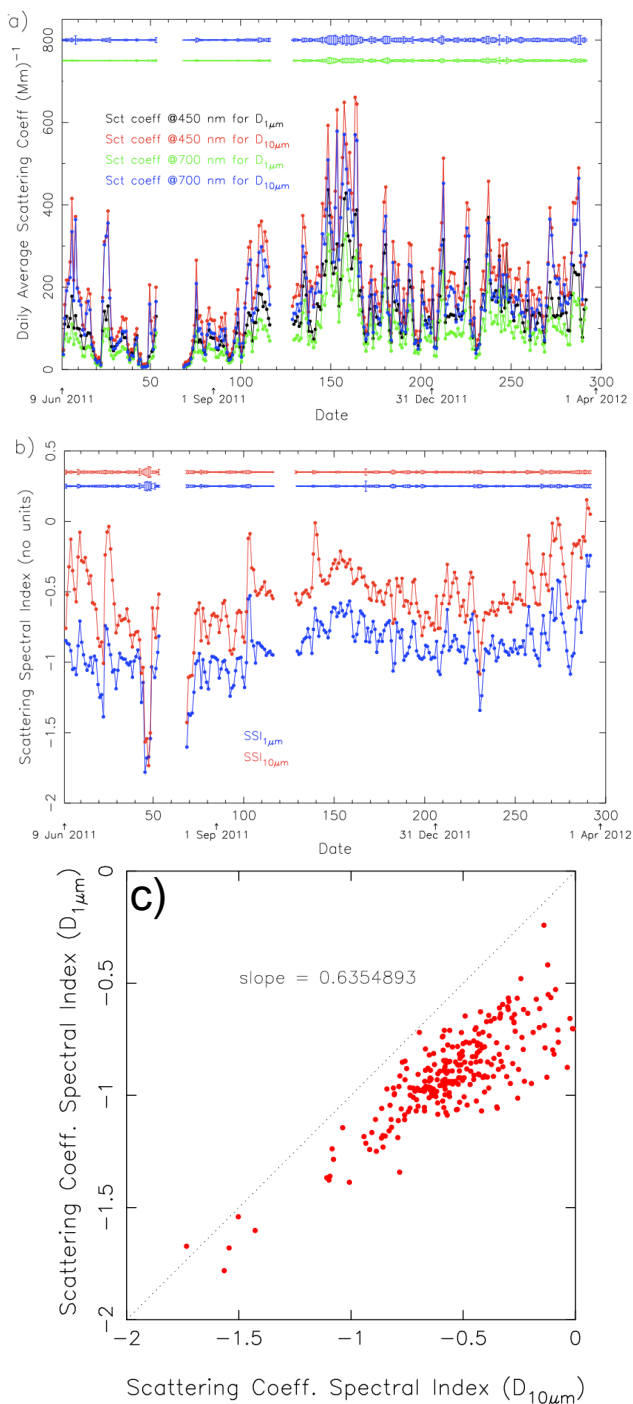 a)
Daily Average Scattering Coeff (Mm)⁻¹
800
600
400
200
0
Sct coeff @450 nm for D1μm
Sct coeff @450 nm for D10μm
Sct coeff @700 nm for D1μm
Sct coeff @700 nm for D10μm
50 100 150 200 250 300
9 Jun 2011 1 Sep 2011 31 Dec 2011 1 Apr 2012
Date
b)
Scattering Spectral Index (no units)
0.5
0
−0.5
−1
−1.5
−2
SSI1μm
SSI10μm
50 100 150 200 250 300
9 Jun 2011 1 Sep 2011 31 Dec 2011 1 Apr 2012
Date
c)
Scattering Coeff. Spectral Index (D1μm)
0
−0.5
−1
−1.5
−2
slope = 0.6354893
−2 −1.5 −1 −0.5 0
Scattering Coeff. Spectral Index (D10μm)